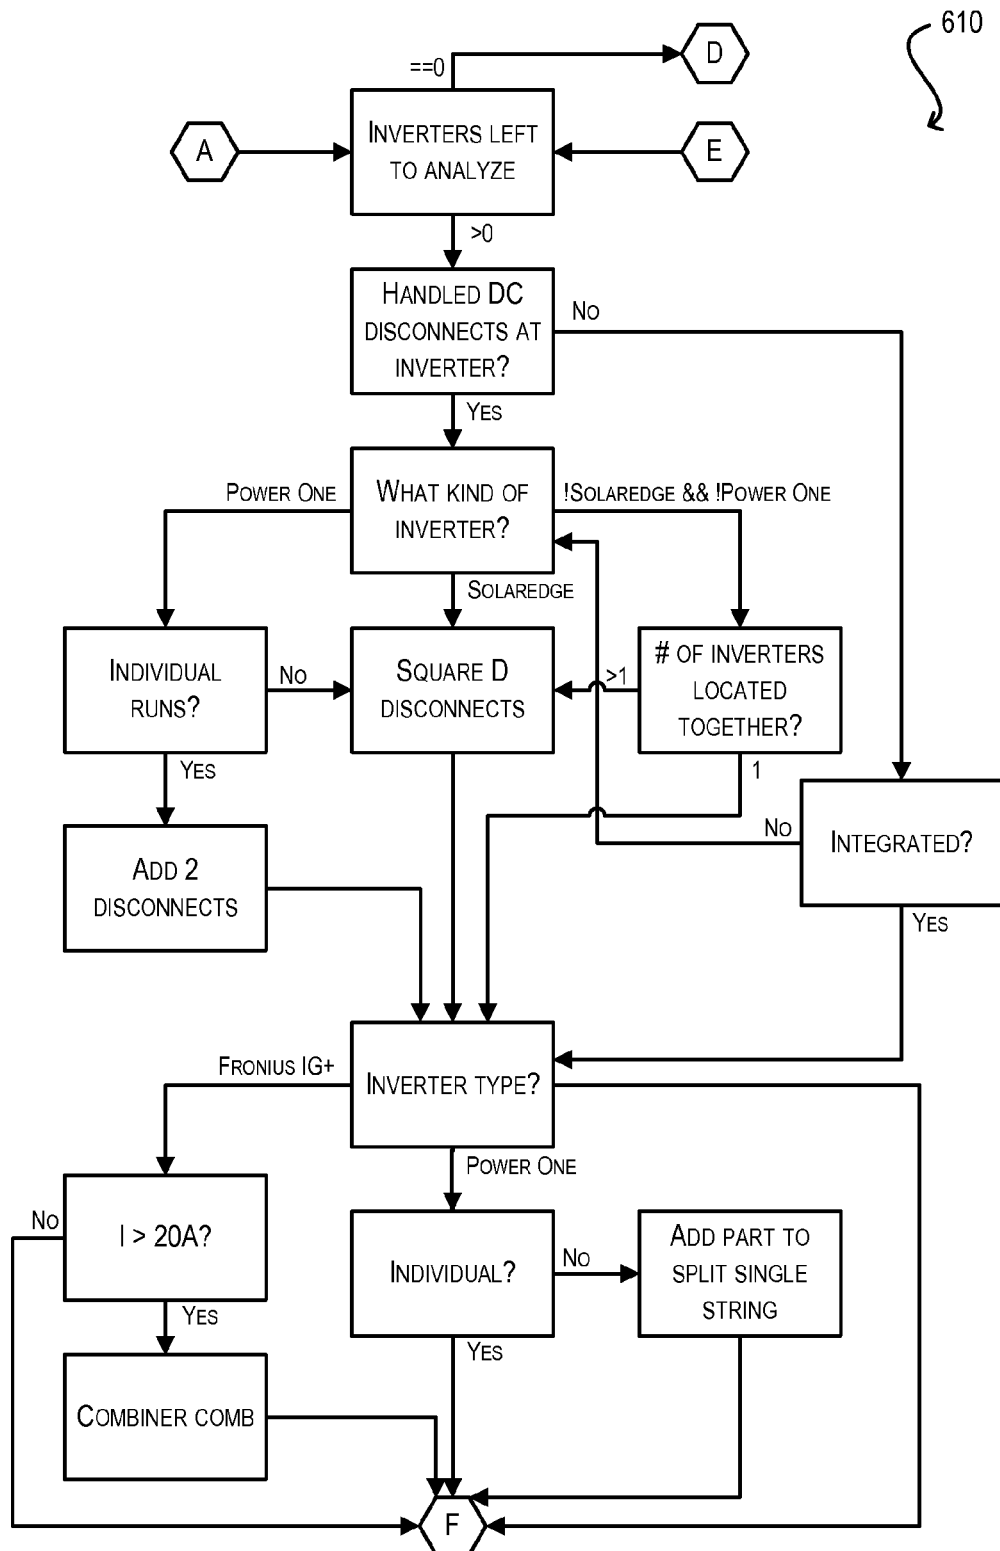 610
D
==0
A
INVERTERS LEFT
TO ANALYZE
E
>0
HANDLED DC
DISCONNECTS AT
INVERTER?
NO
YES
POWER ONE
WHAT KIND OF
INVERTER?
!SOLAREDGE && !POWER ONE
SOLAREDGE
INDIVIDUAL
RUNS?
NO
SQUARE D
DISCONNECTS
>1
# OF INVERTERS
LOCATED
TOGETHER?
YES
1
ADD 2
DISCONNECTS
NO
INTEGRATED?
YES
FRONIUS IG+
INVERTER TYPE?
POWER ONE
NO
I > 20A?
INDIVIDUAL?
NO
ADD PART TO
SPLIT SINGLE
STRING
YES
YES
COMBINER COMB
F